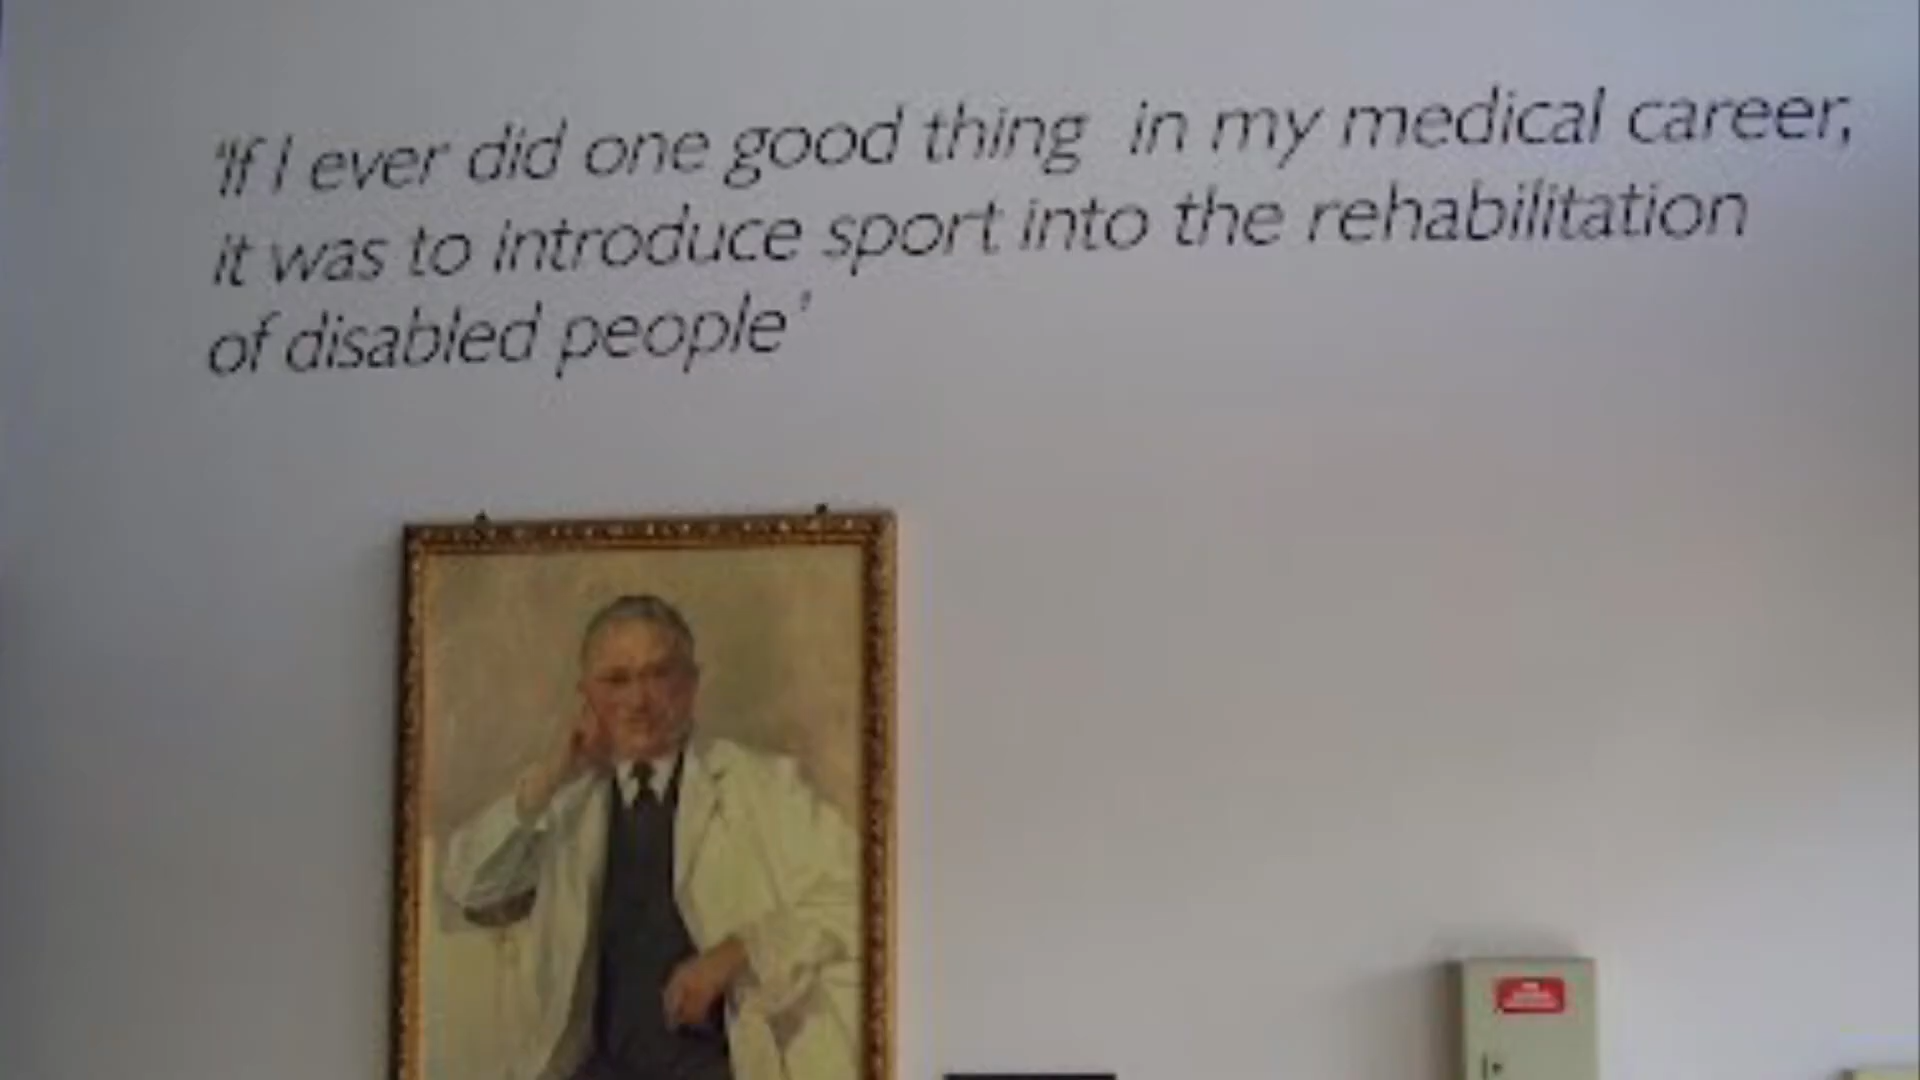 'If I ever did one good thing in my medical career,
it was to introduce sport into the rehabilitation
of disabled people'